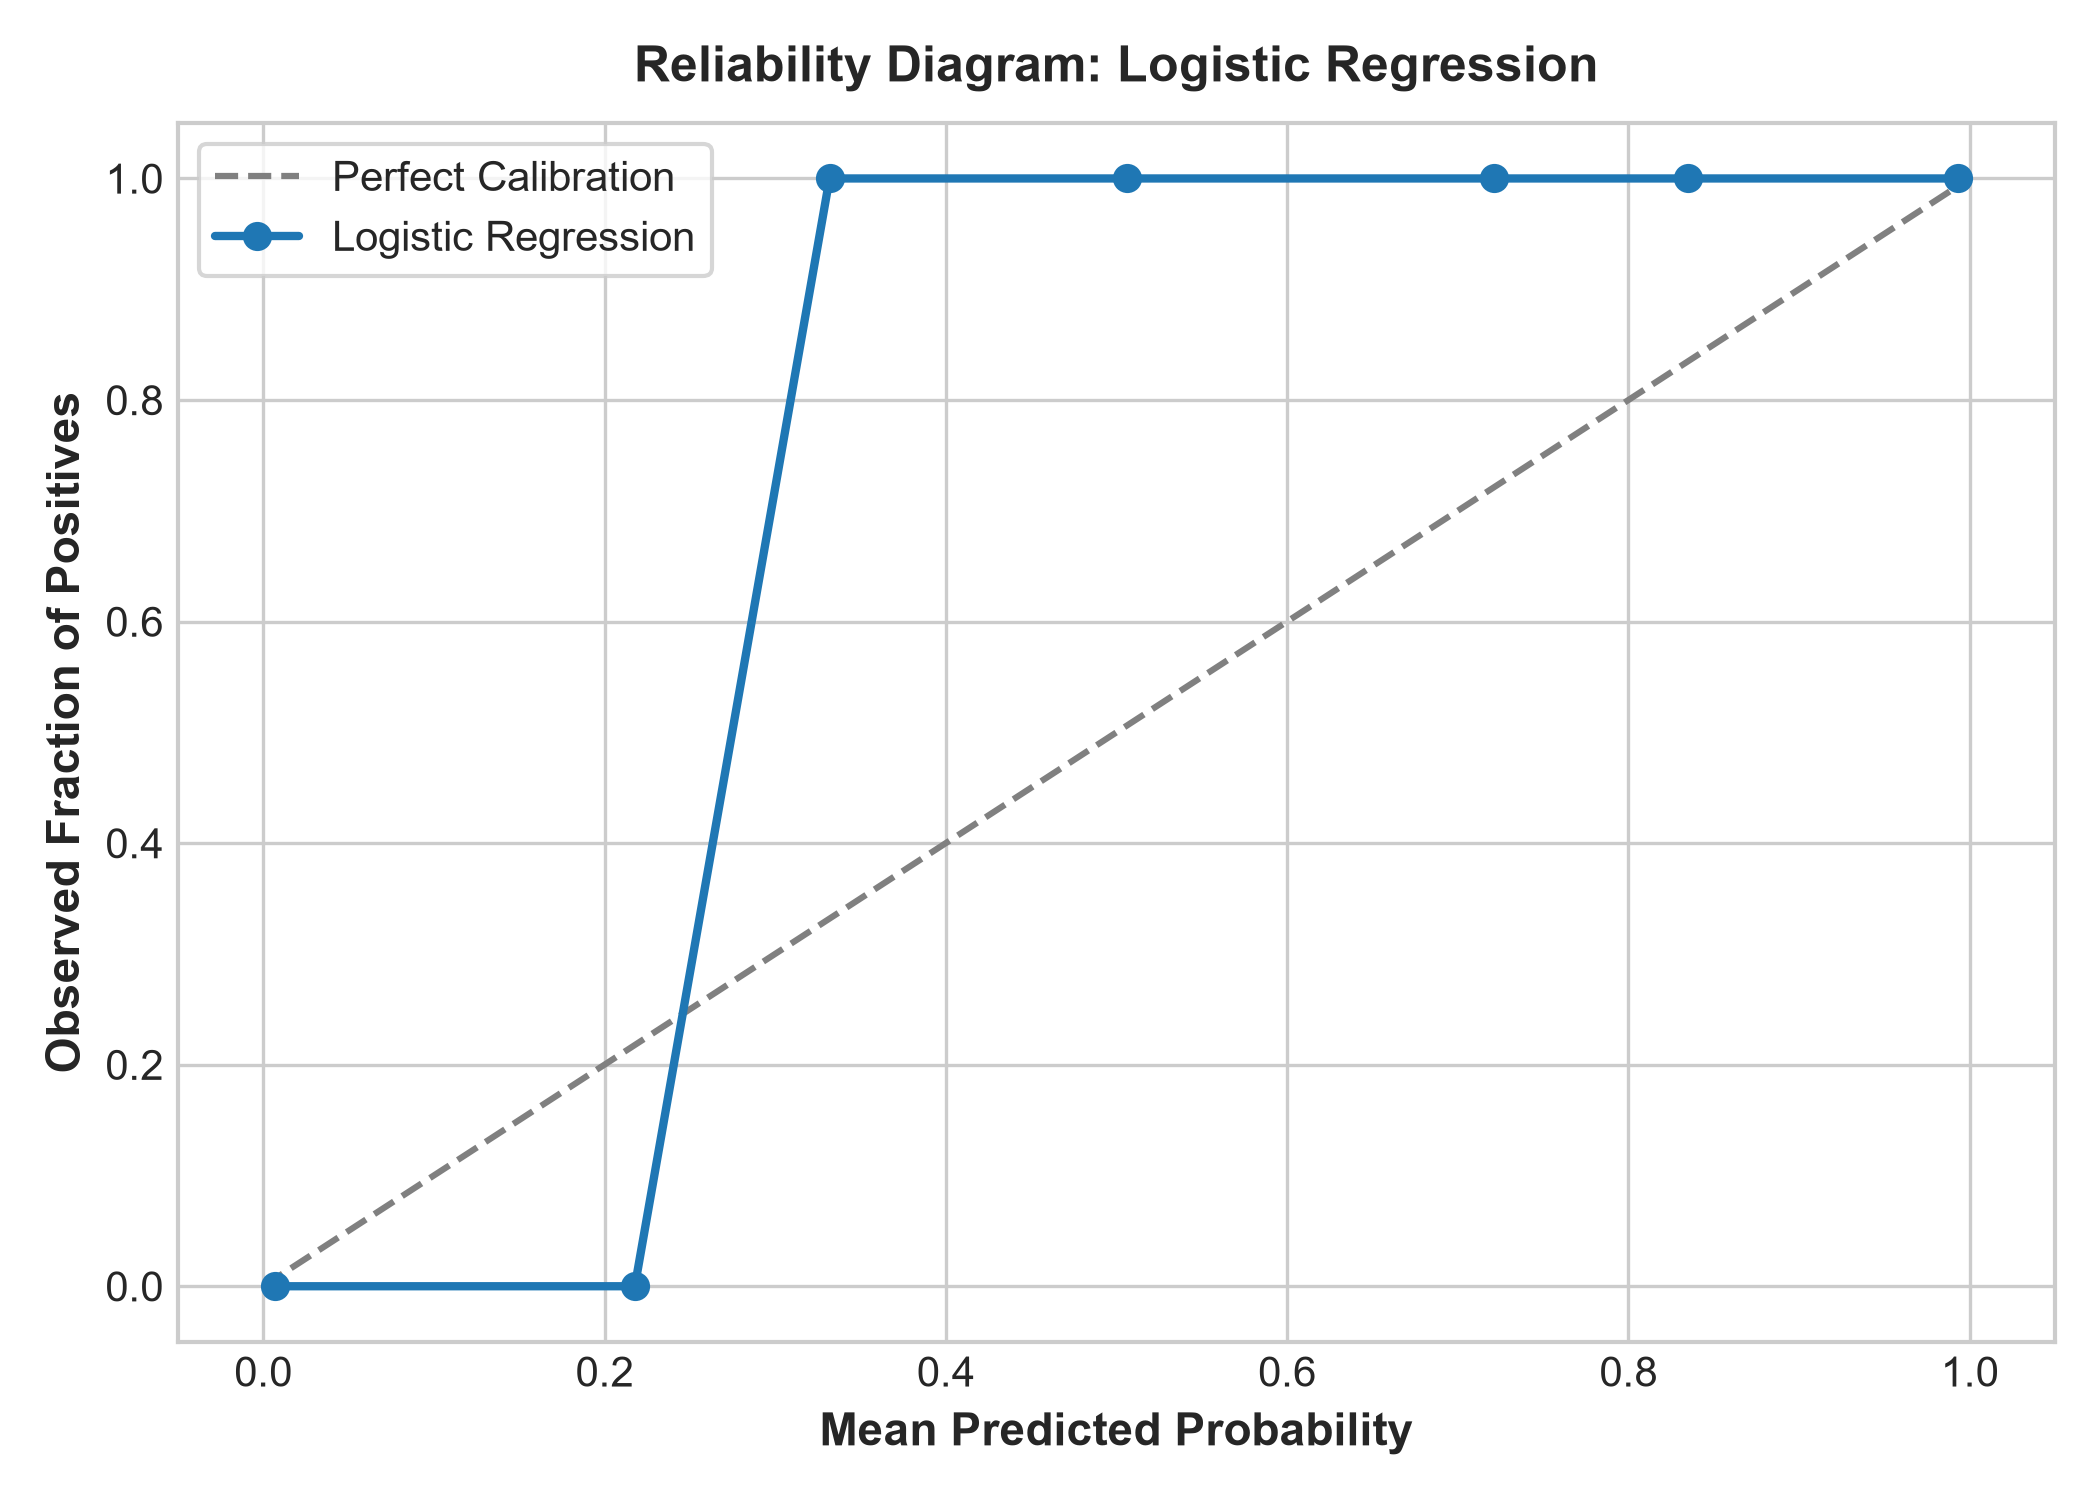 Reliability Diagram: Logistic Regression
Perfect Calibration
Logistic Regression
Observed Fraction of Positives
1.0
0.8
0.6
0.4
0.2
0.0
0.0 0.2 0.4 0.6 0.8 1.0
Mean Predicted Probability